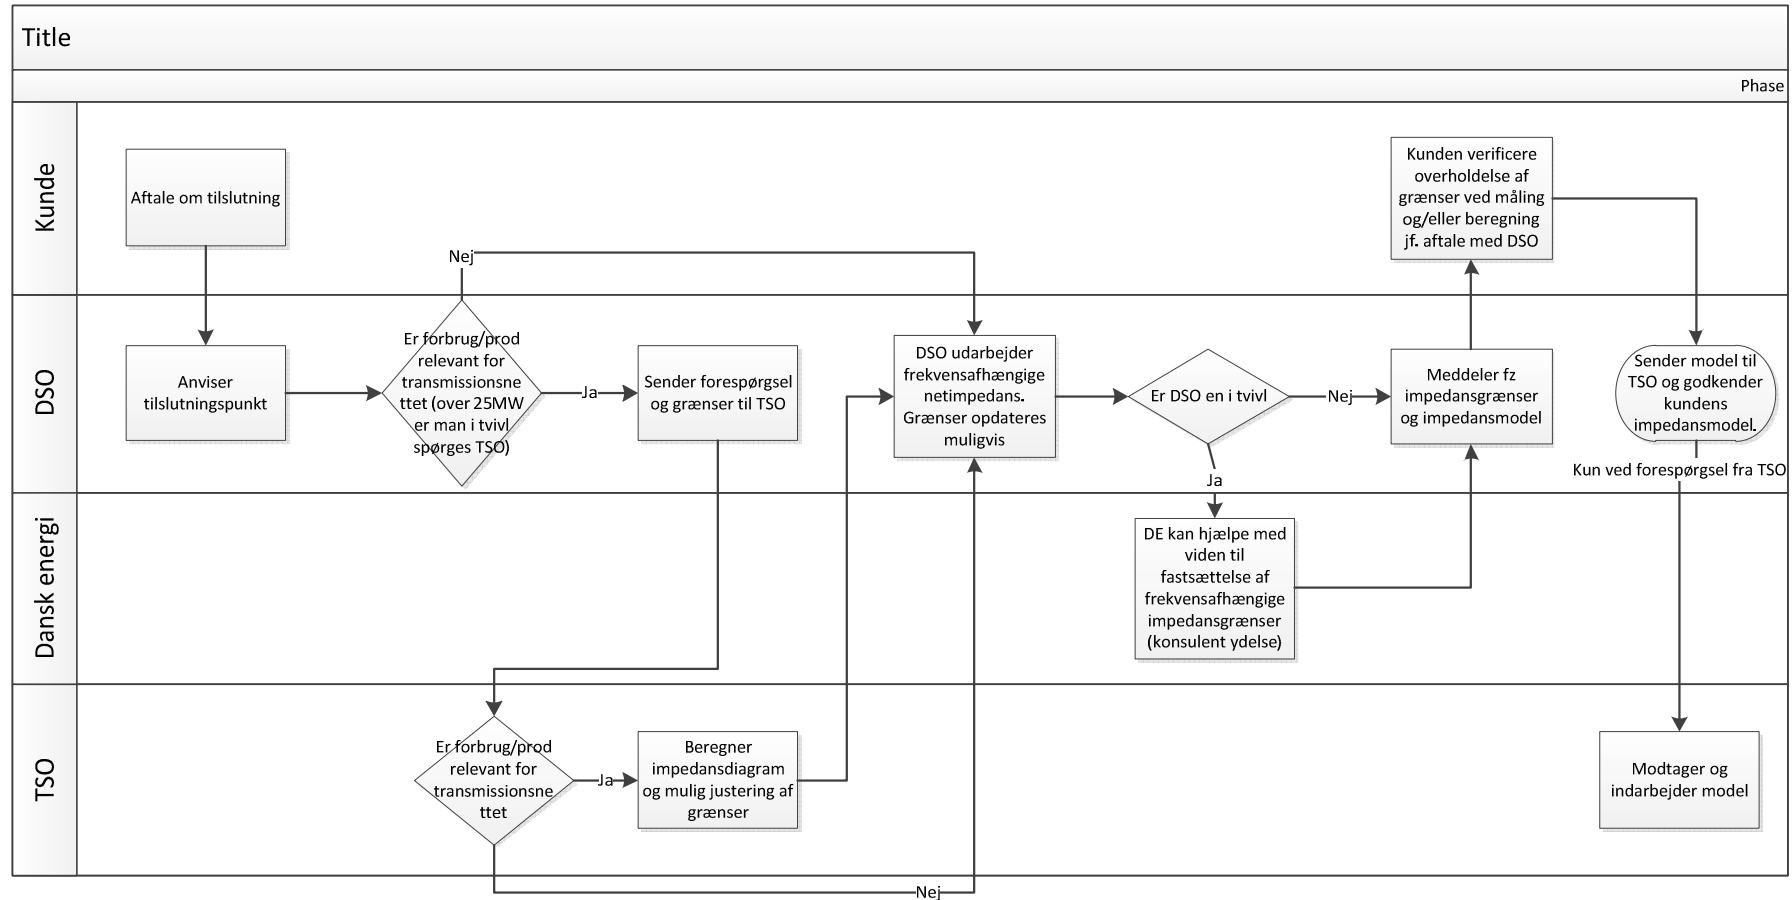 Title
Phase
Kunde
Aftale om tilslutning
Nej
Kunden verificere
overholdelse af
grænser ved måling
og/eller beregning
jf. aftale med DSO
DSO
Anviser
tilslutningspunkt
Er forbrug/prod
relevant for
transmissionsne
ttet (over 25MW
er man i tvivl
spørges TSO)
Ja
Sender forespørgsel
og grænser til TSO
DSO udarbejder
frekvensafhængige
netimpedans.
Grænser opdateres
muligvis
Er DSO en i tvivl
Nej
Ja
Meddeler fz
impedansgrænser
og impedansmodel
Sender model til
TSO og godkender
kundens
impedansmodel.
Kun ved forespørgsel fra TSO
Dansk energi
DE kan hjælpe med
viden til
fastsættelse af
frekvensafhængige
impedansgrænser
(konsulent ydelse)
TSO
Er forbrug/prod
relevant for
transmissionsne
ttet
Ja
Beregner
impedansdiagram
og mulig justering af
grænser
Modtager og
indarbejder model
Nej